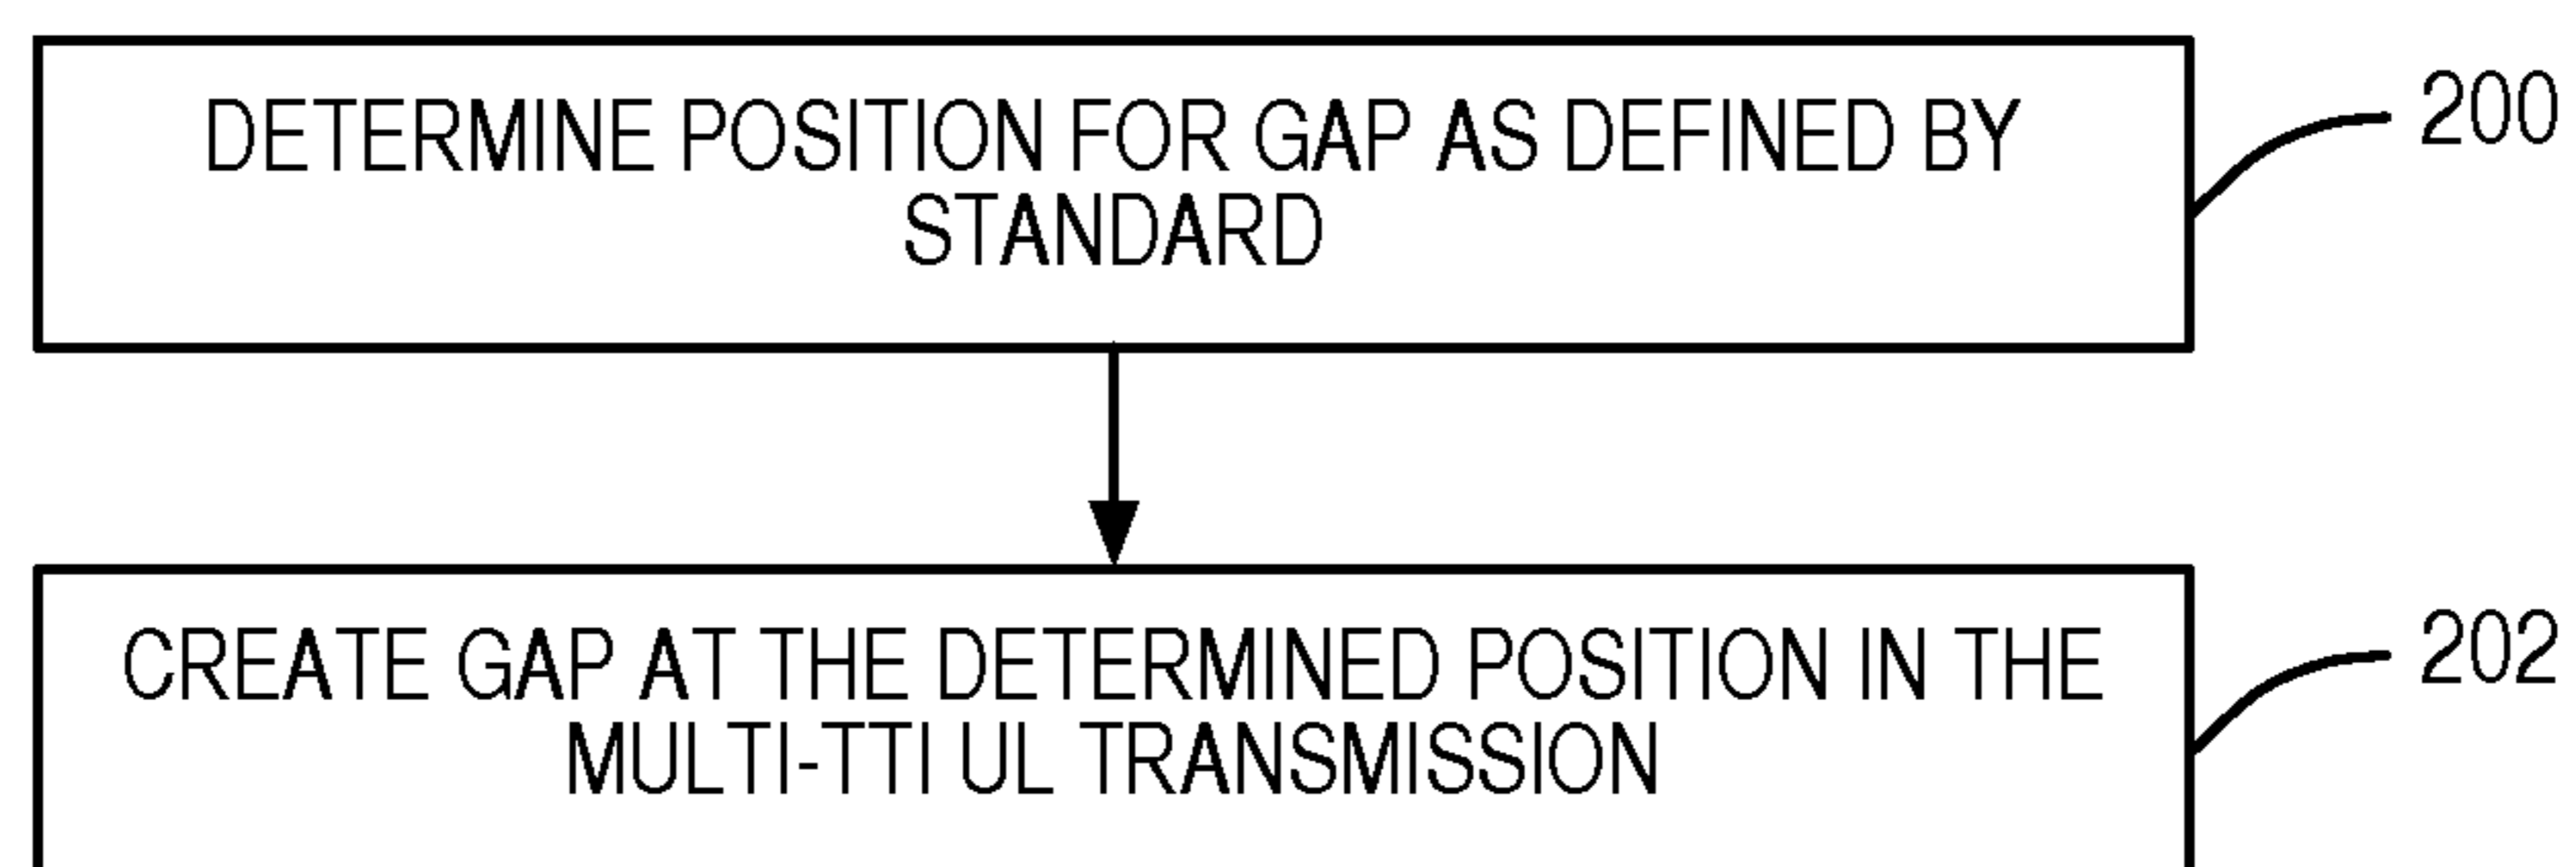 DETERMINE POSITION FOR GAP AS DEFINED BY
STANDARD
200
CREATE GAP AT THE DETERMINED POSITION IN THE
MULTI-TTI UL TRANSMISSION
202